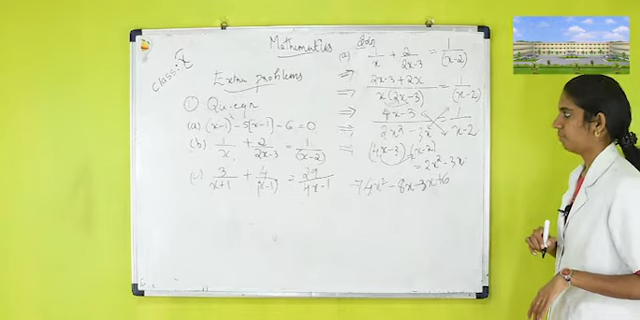 Mathematics
Class: X
Extra problems
① Qu-eqn
(a) (x-1)² - 5[x-1] - 6 = 0
(b) 1/x + 2/2x-3 = 1/(x-2)
(c) 3/x+1 + 4/(x-1) = 29/4x-1
Soln
(a) 1/x + 2/2x-3 = 1/(x-2)
⇒ 2x-3+2x/x(2x-3) = 1/(x-2)
⇒ 4x-3/2x²-3x = 1/x-2
⇒ (4x-3)(x-2)
= 2x²-3x
⇒ 4x²-8x-3x+6